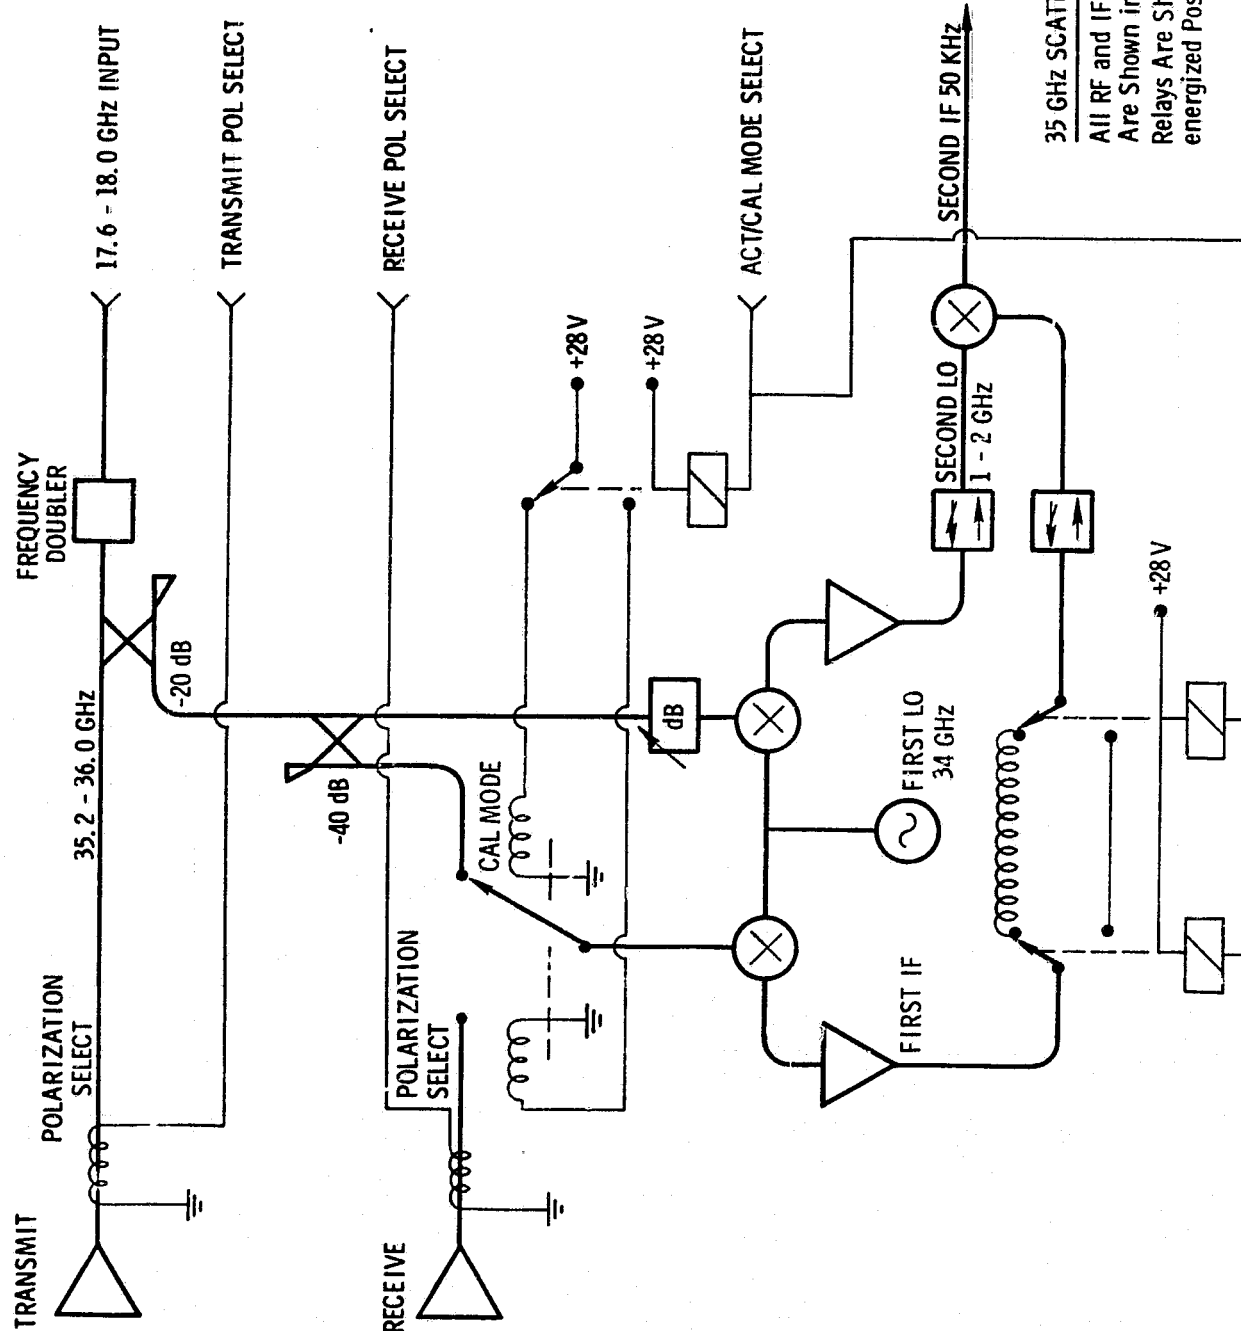 17.6 - 18.0 GHz INPUT
TRANSMIT POL SELECT
RECEIVE POL SELECT
ACT/CAL MODE SELECT
FREQUENCY
DOUBLER
35.2 - 36.0 GHz
-20 dB
-40 dB
POLARIZATION
SELECT
TRANSMIT
POLARIZATION
SELECT
RECEIVE
CAL MODE
+28V
+28V
dB
FIRST LO
34 GHz
FIRST IF
SECOND LO
1 - 2 GHz
SECOND IF 50 KHz
+28V
35 GHz SCAT
All RF and IF
Are Shown in
Relays Are Sh
energized Pos